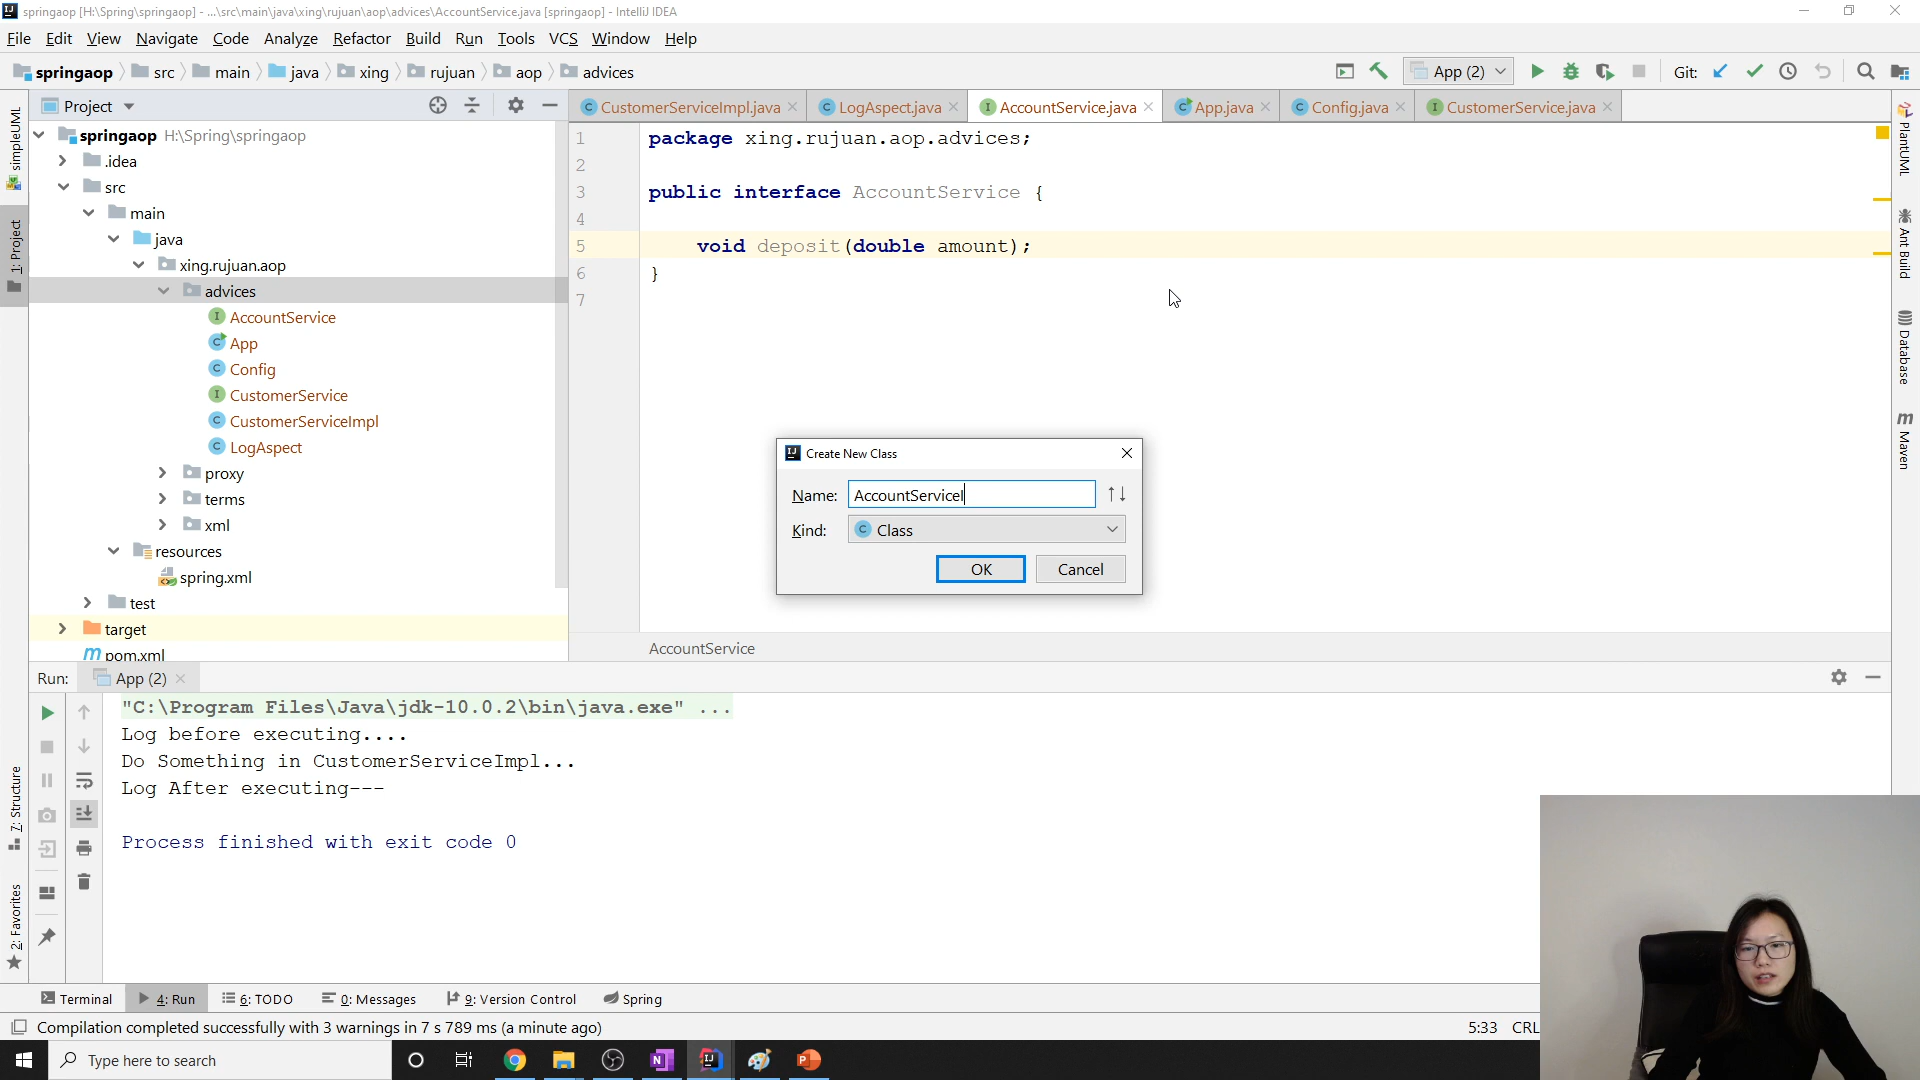 springaop [H:\Spring\springaop] - ...\src\main\java\xing\rujuan\aop\advices\AccountService.java [springaop] - IntelliJ IDEA
File Edit View Navigate Code Analyze Refactor Build Run Tools VCS Window Help
springaop src main java xing rujuan aop advices
App (2) Git:
Project
CustomerServiceImpl.java LogAspect.java AccountService.java App.java Config.java CustomerService.java
springaop H:\Spring\springaop
.idea
src
main
java
xing.rujuan.aop
advices
AccountService
App
Config
CustomerService
CustomerServiceImpl
LogAspect
proxy
terms
xml
resources
spring.xml
test
target
pom.xml
1 package xing.rujuan.aop.advices;
2
3 public interface AccountService {
4
5 void deposit(double amount);
6 }
7
AccountService
Create New Class
Name: AccountServiceI
Kind: Class
OK Cancel
simpleUML
1: Project
7: Structure
2: Favorites
PlantUML
Ant Build
Database
Maven
Run: App (2)
"C:\Program Files\Java\jdk-10.0.2\bin\java.exe" ...
Log before executing....
Do Something in CustomerServiceImpl...
Log After executing---
Process finished with exit code 0
Terminal 4: Run 6: TODO 0: Messages 9: Version Control Spring
Compilation completed successfully with 3 warnings in 7 s 789 ms (a minute ago)
5:33 CRL
Type here to search